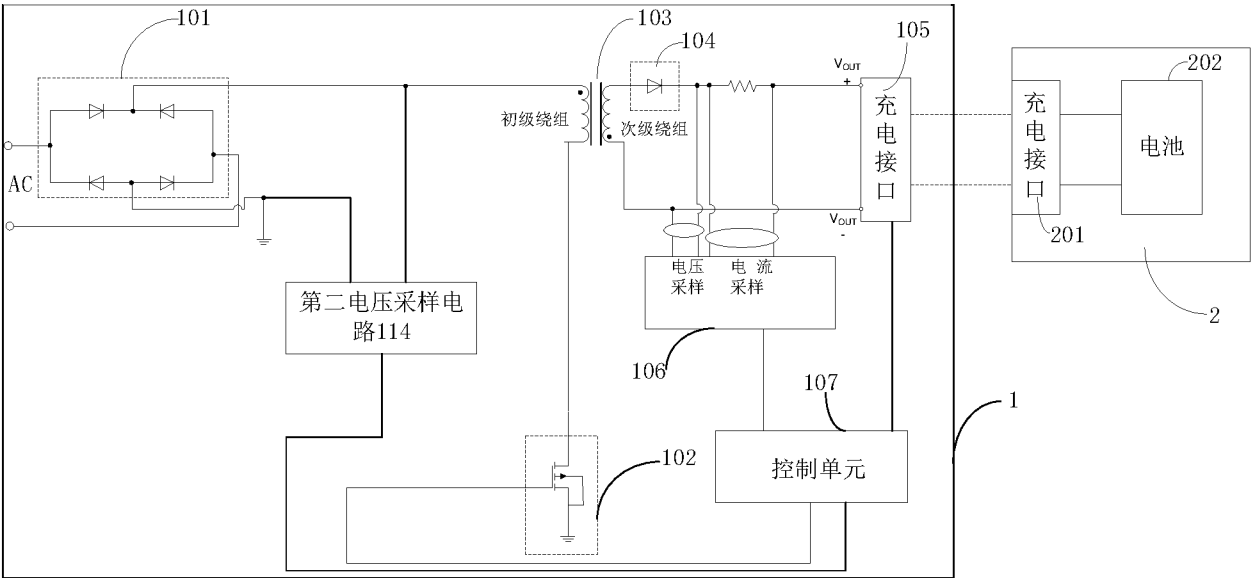 101
103
104
105
202
V_OUT
+
初级绕组
次级绕组
充电接口
充电接口
电池
AC
V_OUT
-
201
电压采样
电 流采样
第二电压采样电
路114
2
106
107
1
控制单元
102